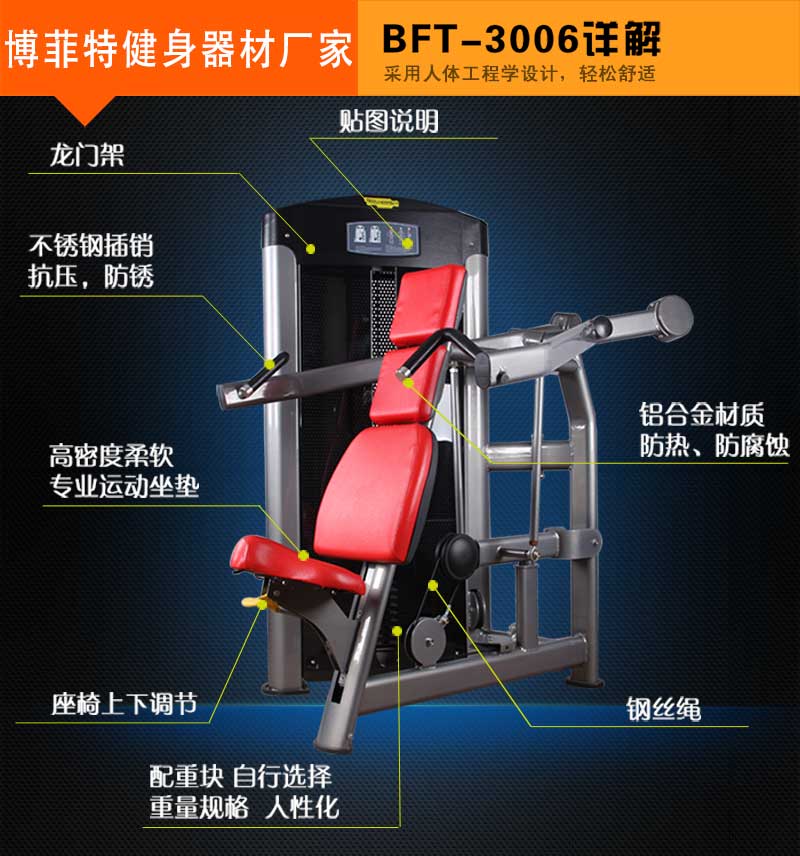 博菲特健身器材厂家
BFT-3006详解
采用人体工程学设计，轻松舒适
贴图说明
龙门架
不锈钢插销
抗压，防锈
铝合金材质
防热、防腐蚀
高密度柔软
专业运动坐垫
座椅上下调节
钢丝绳
配重块 自行选择
重量规格 人性化